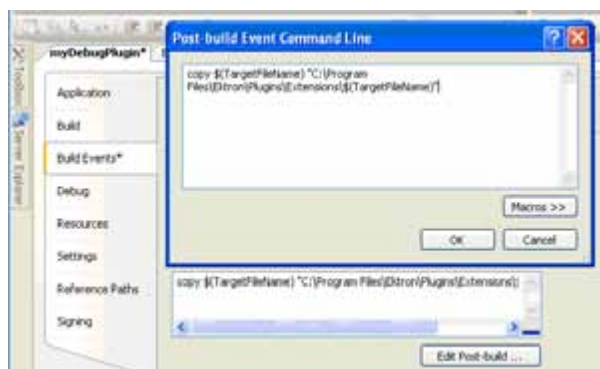 Post-build Event Command Line
myDebugPlugin*
Toolbox
Server Explorer
Application
Build
Build Events*
Debug
Resources
Settings
Reference Paths
Signing
copy $(TargetFileName) "C:\Program
Files\Ektron\Plugins\Extensions\$(TargetFileName)"
Macros >>
OK
Cancel
copy $(TargetFileName) "C:\Program Files\Ektron\Plugins\Extensions\
Edit Post-build ...